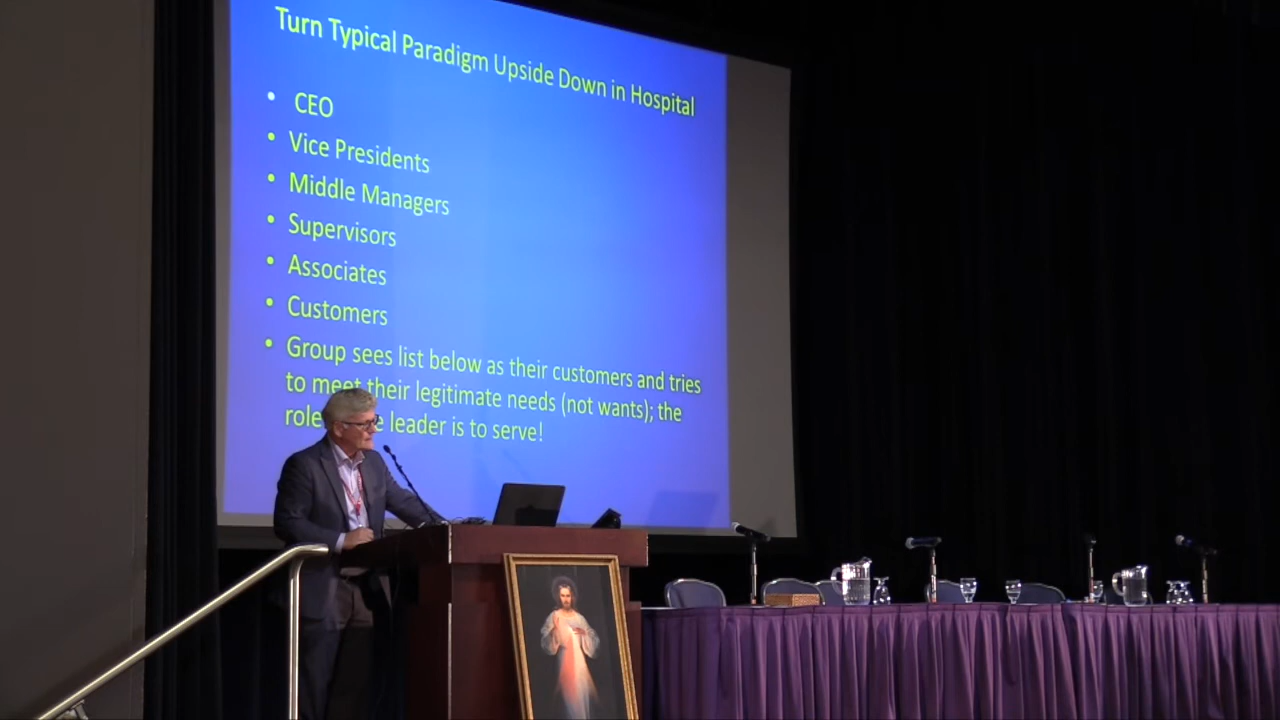 Turn Typical Paradigm Upside Down in Hospital
• CEO
• Vice Presidents
• Middle Managers
• Supervisors
• Associates
• Customers
• Group sees list below as their customers and tries
to meet their legitimate needs (not wants); the
role leader is to serve!